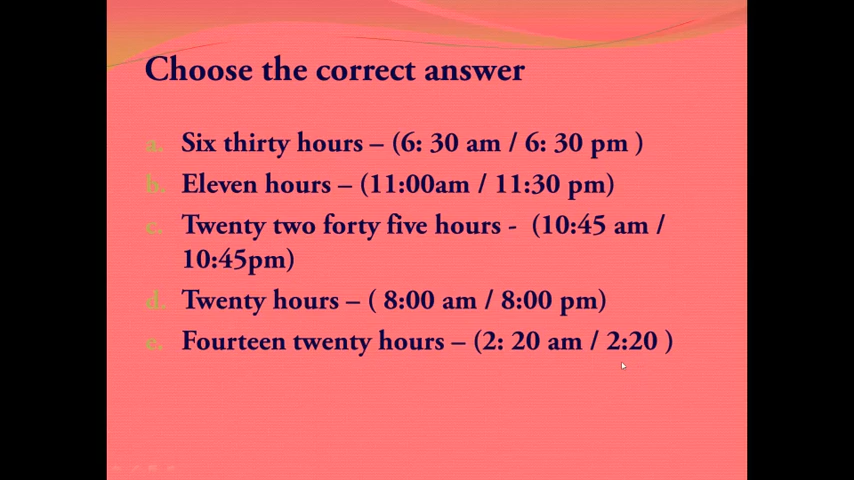 Choose the correct answer
a. Six thirty hours – (6: 30 am / 6: 30 pm )
b. Eleven hours – (11:00am / 11:30 pm)
c. Twenty two forty five hours - (10:45 am /
10:45pm)
d. Twenty hours – ( 8:00 am / 8:00 pm)
e. Fourteen twenty hours – (2: 20 am / 2:20 )